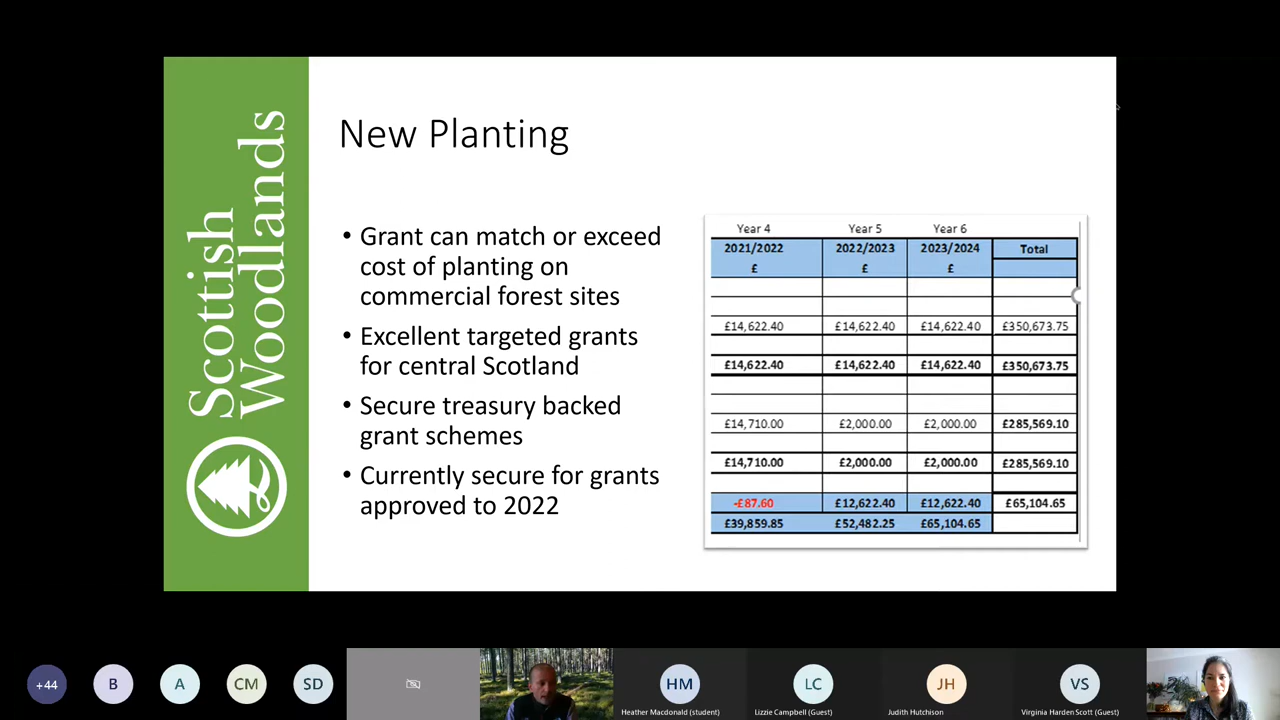 Scottish
Woodlands
New Planting
• Grant can match or exceed
cost of planting on
commercial forest sites
• Excellent targeted grants
for central Scotland
• Secure treasury backed
grant schemes
• Currently secure for grants
approved to 2022
Year 4 Year 5 Year 6
2021/2022 2022/2023 2023/2024 Total
£ £ £
£14,622.40 £14,622.40 £14,622.40 £350,673.75
£14,622.40 £14,622.40 £14,622.40 £350,673.75
£14,710.00 £2,000.00 £2,000.00 £285,569.10
£14,710.00 £2,000.00 £2,000.00 £285,569.10
-£87.60 £12,622.40 £12,622.40 £65,104.65
£39,859.85 £52,482.25 £65,104.65
+44 B A CM SD HM LC JH VS
Heather Macdonald (student) Lizzie Campbell (Guest) Judith Hutchison Virginia Harden Scott (Guest)